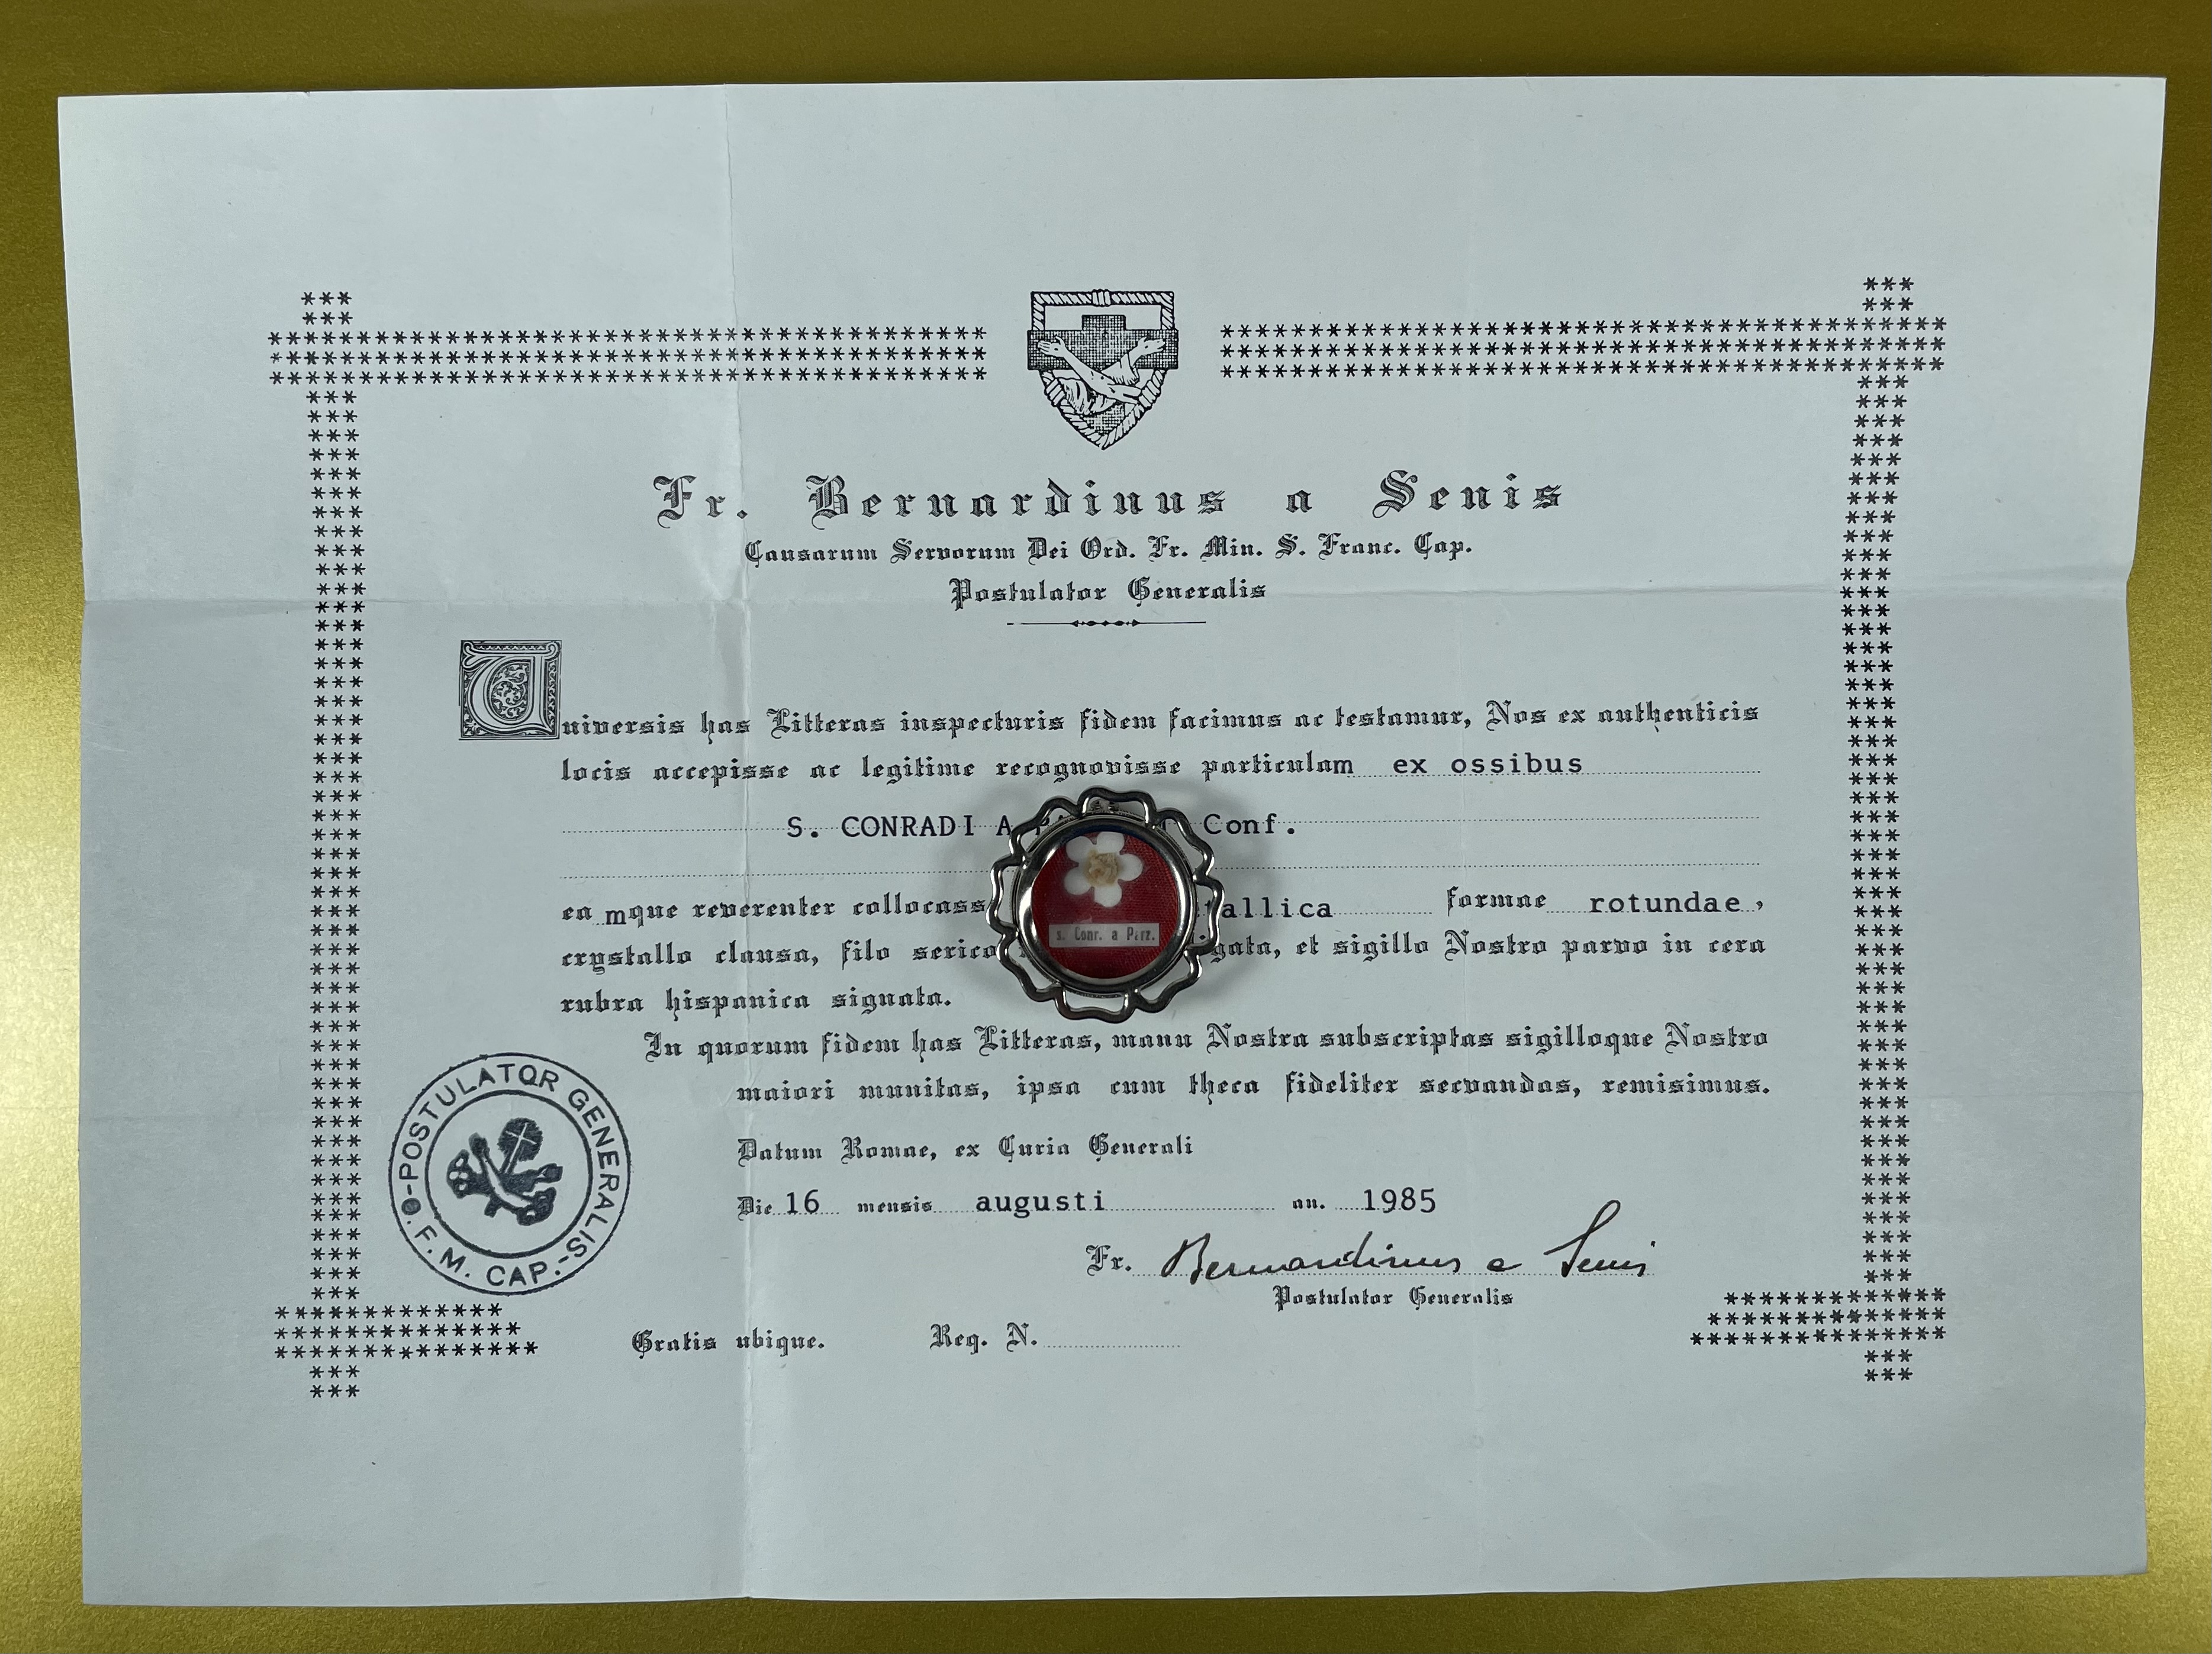 Fr. Bernardinus a Senis
Causarum Servorum Dei Ord. Fr. Min. S. Franc. Cap.
Postulator Generalis
Universis has Litteras inspecturis fidem facimus ac testamur, Nos ex authenticis
locis accepisse ac legitime recognovisse particulam ex ossibus
S. CONRADI A Conf.
eamque reverenter collocass tallica formae rotundae,
crystallo clausa, filo serico igata, et sigillo Nostro parvo in cera
rubra hispanica signata.
s. Conr. a Parz.
In quorum fidem has Litteras, manu Nostra subscriptas sigilloque Nostro
maiori munitas, ipsa cum theca fideliter servandas, remisimus.
Datum Romae, ex Curia Generali
Die 16 mensis augusti an. 1985
Fr. Bernardinus a Senis
Postulator Generalis
Gratis ubique. Reg. N.
POSTULATOR GENERALIS-O.F.M. CAP.-